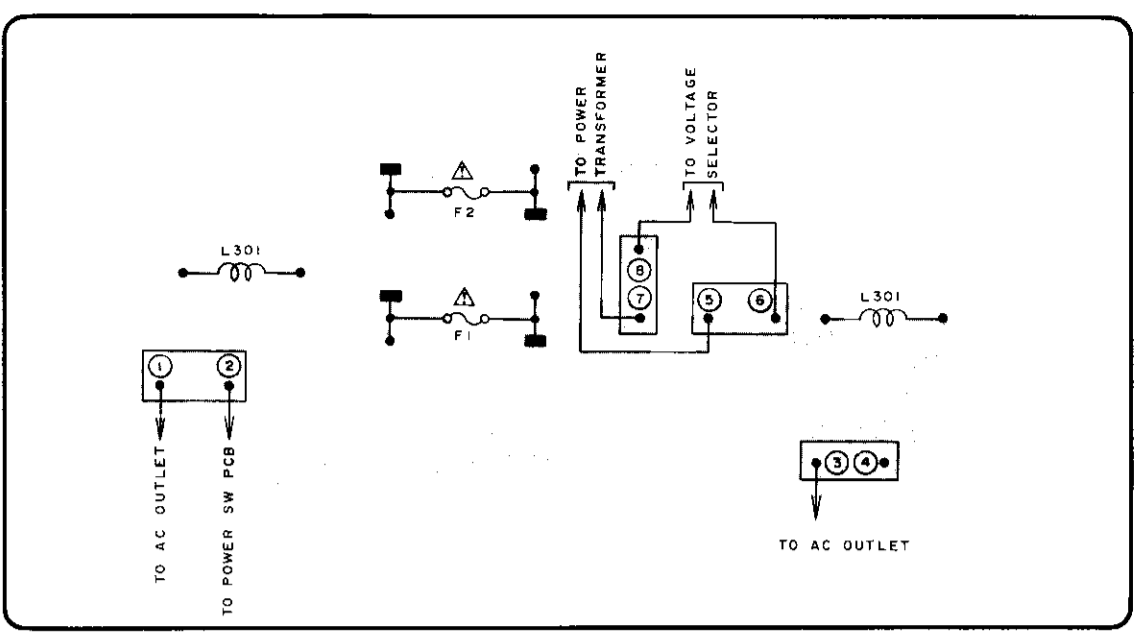 TO POWER
TRANSFORMER
TO VOLTAGE
SELECTOR
F2
L301
8
7
5
6
L301
F1
1
2
3
4
TO AC OUTLET
TO POWER SW PCB
TO AC OUTLET